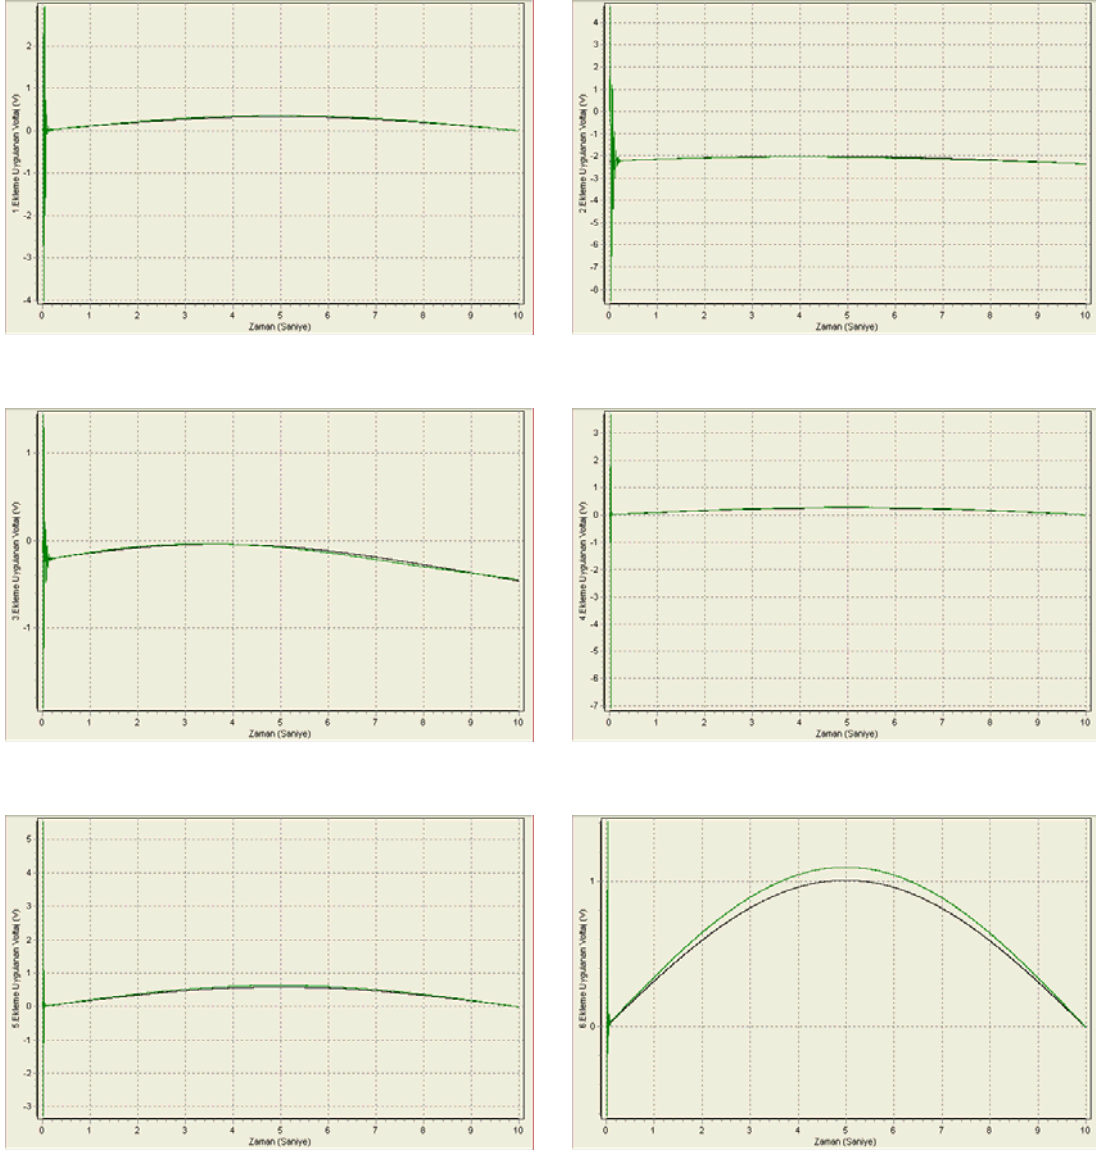 1.Ekleme Uygulanan Voltaj (V)
2
1
0
-1
-2
-3
-4
0 1 2 3 4 5 6 7 8 9 10
Zaman (Saniye)
2.Ekleme Uygulanan Voltaj (V)
4
3
2
1
0
-1
-2
-3
-4
-5
-6
-7
-8
0 1 2 3 4 5 6 7 8 9 10
Zaman (Saniye)
3.Ekleme Uygulanan Voltaj (V)
1
0
-1
0 1 2 3 4 5 6 7 8 9 10
Zaman (Saniye)
4.Ekleme Uygulanan Voltaj (V)
3
2
1
0
-1
-2
-3
-4
-5
-6
-7
0 1 2 3 4 5 6 7 8 9 10
Zaman (Saniye)
5.Ekleme Uygulanan Voltaj (V)
5
4
3
2
1
0
-1
-2
-3
0 1 2 3 4 5 6 7 8 9 10
Zaman (Saniye)
6.Ekleme Uygulanan Voltaj (V)
1
0
0 1 2 3 4 5 6 7 8 9 10
Zaman (Saniye)